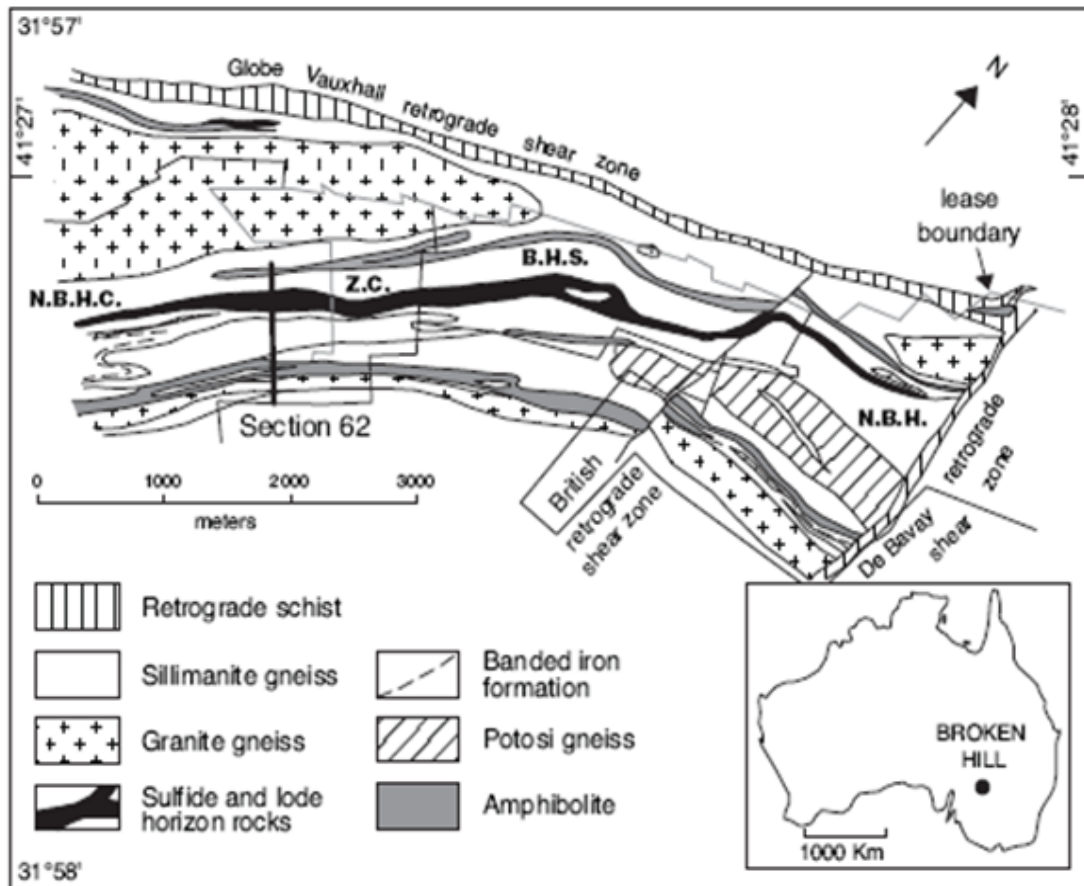 31°57'
41°27'
41°28'
Globe Vauxhall retrograde shear zone
N
lease
boundary
B.H.S.
Z.C.
N.B.H.C.
N.B.H.
Section 62
British
retrograde
shear zone
De Bavay retrograde
shear zone
0 1000 2000 3000
meters
Retrograde schist
Sillimanite gneiss
Granite gneiss
Sulfide and lode
horizon rocks
Banded iron
formation
Potosi gneiss
Amphibolite
BROKEN
HILL
1000 Km
31°58'